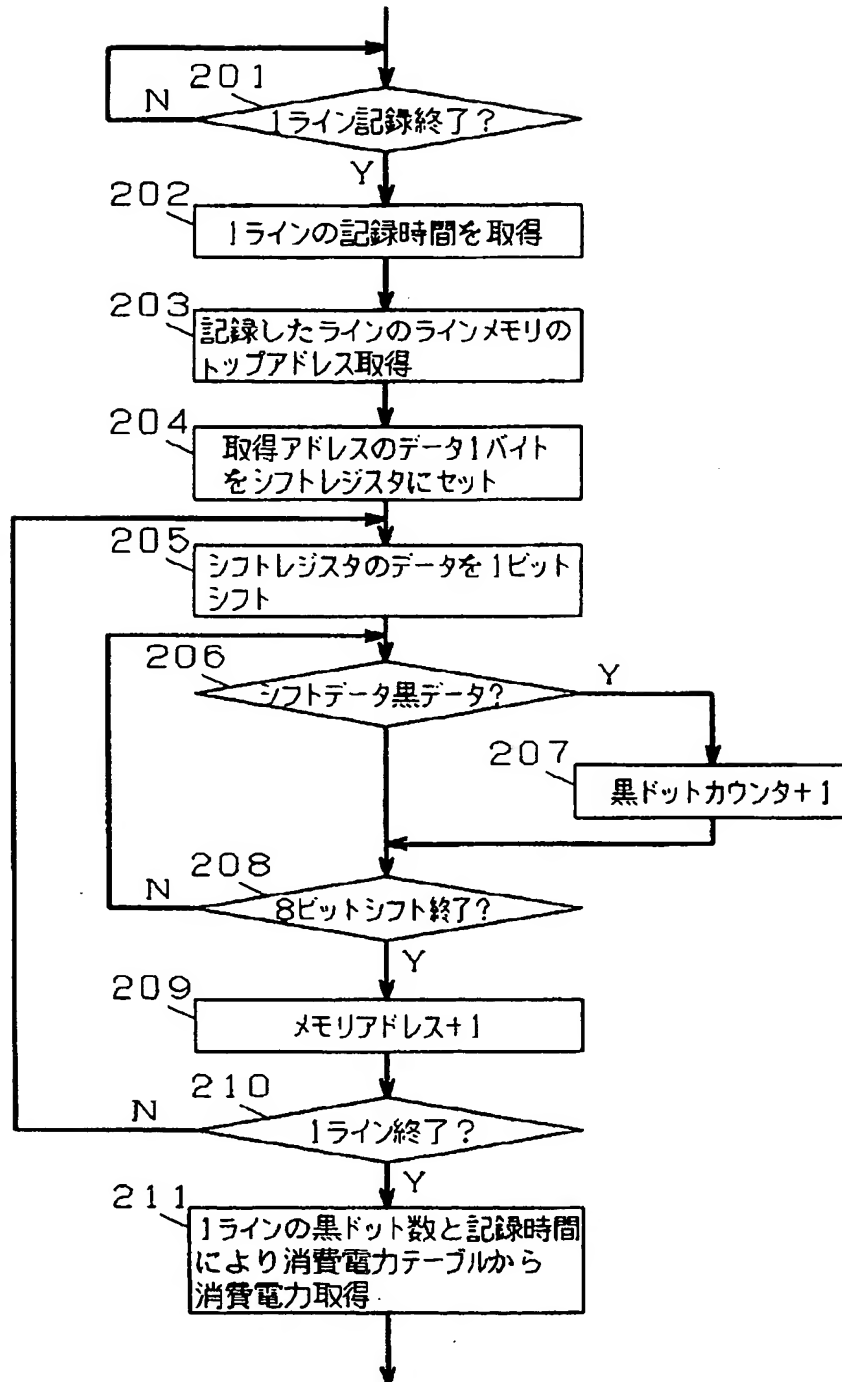 201
N
1ライン記録終了?
Y
202
1ラインの記録時間を取得
203
記録したラインのラインメモリの
トップアドレス取得
204
取得アドレスのデータ1バイト
をシフトレジスタにセット
205
シフトレジスタのデータを1ビット
シフト
206
シフトデータ黒データ?
Y
207
黒ドットカウンタ+1
208
N
8ビットシフト終了?
Y
209
メモリアドレス+1
210
N
1ライン終了?
Y
211
1ラインの黒ドット数と記録時間
により消費電力テーブルから
消費電力取得